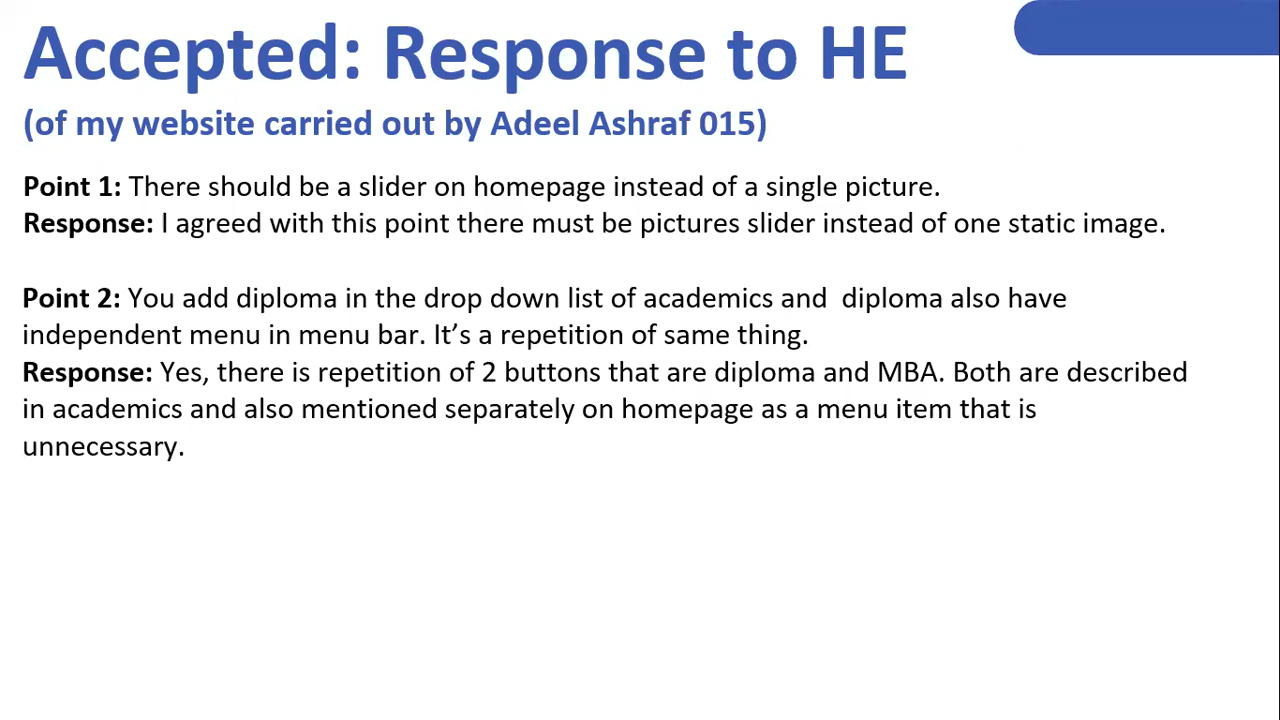 Accepted: Response to HE
(of my website carried out by Adeel Ashraf 015)
Point 1: There should be a slider on homepage instead of a single picture.
Response: I agreed with this point there must be pictures slider instead of one static image.
Point 2: You add diploma in the drop down list of academics and  diploma also have
independent menu in menu bar. It’s a repetition of same thing.
Response: Yes, there is repetition of 2 buttons that are diploma and MBA. Both are described
in academics and also mentioned separately on homepage as a menu item that is
unnecessary.